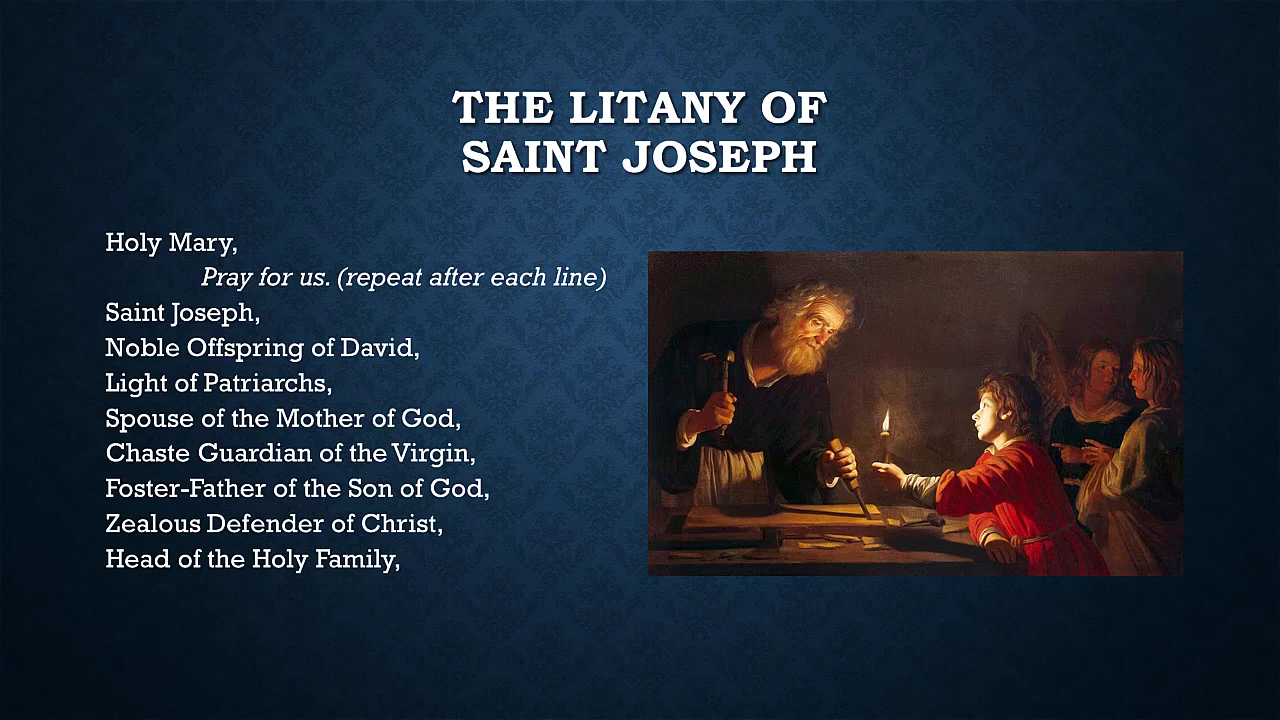 THE LITANY OF
SAINT JOSEPH
Holy Mary,
Pray for us. (repeat after each line)
Saint Joseph,
Noble Offspring of David,
Light of Patriarchs,
Spouse of the Mother of God,
Chaste Guardian of the Virgin,
Foster-Father of the Son of God,
Zealous Defender of Christ,
Head of the Holy Family,